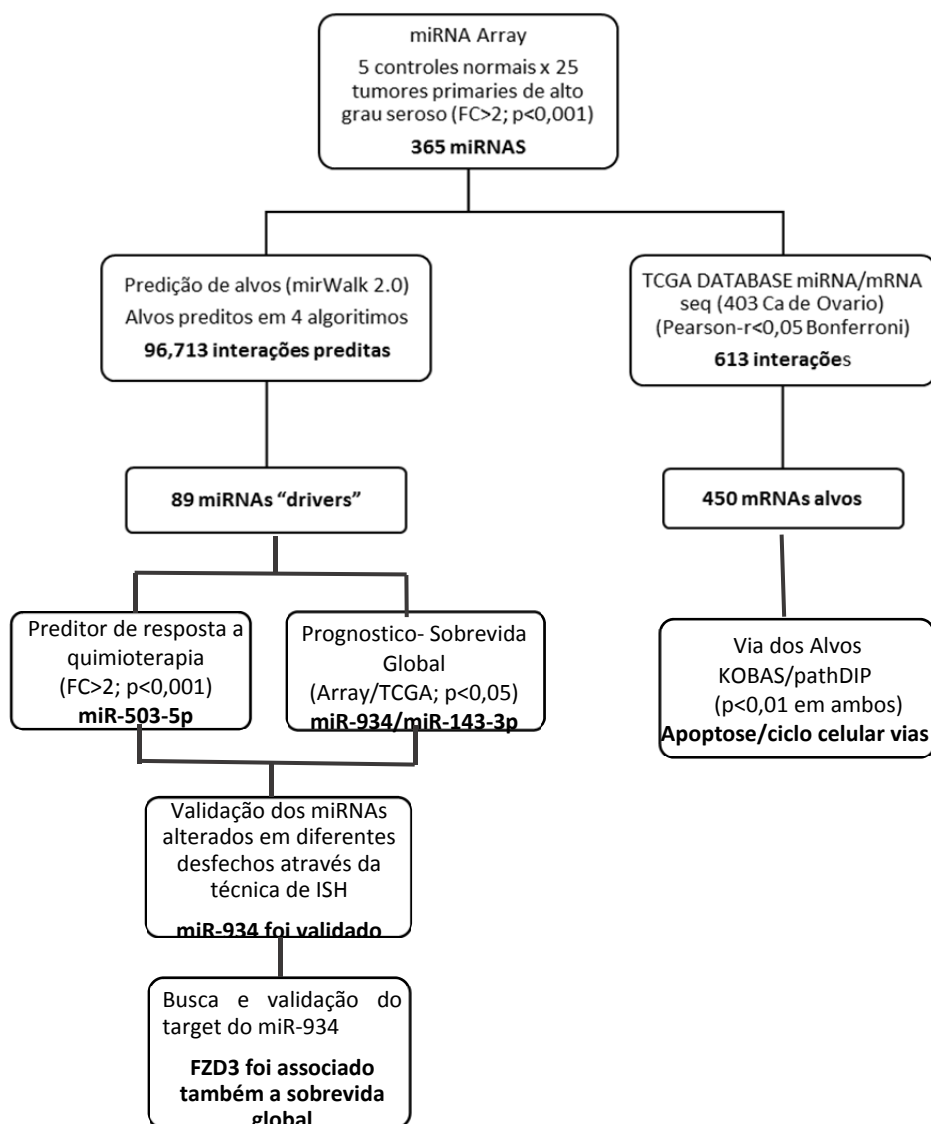 miRNA Array
5 controles normais x 25
tumores primaries de alto
grau seroso (FC>2; p<0,001)
365 miRNAS
Predição de alvos (mirWalk 2.0)
Alvos preditos em 4 algoritimos
96,713 interações preditas
TCGA DATABASE miRNA/mRNA
seq (403 Ca de Ovario)
(Pearson-r<0,05 Bonferroni)
613 interações
89 miRNAs “drivers”
450 mRNAs alvos
Preditor de resposta a
quimioterapia
(FC>2; p<0,001)
miR-503-5p
Prognostico- Sobrevida
Global
(Array/TCGA; p<0,05)
miR-934/miR-143-3p
Via dos Alvos
KOBAS/pathDIP
(p<0,01 em ambos)
Apoptose/ciclo celular vias
Validação dos miRNAs
alterados em diferentes
desfechos através da
técnica de ISH
miR-934 foi validado
Busca e validação do
target do miR-934
FZD3 foi associado
também a sobrevida
global